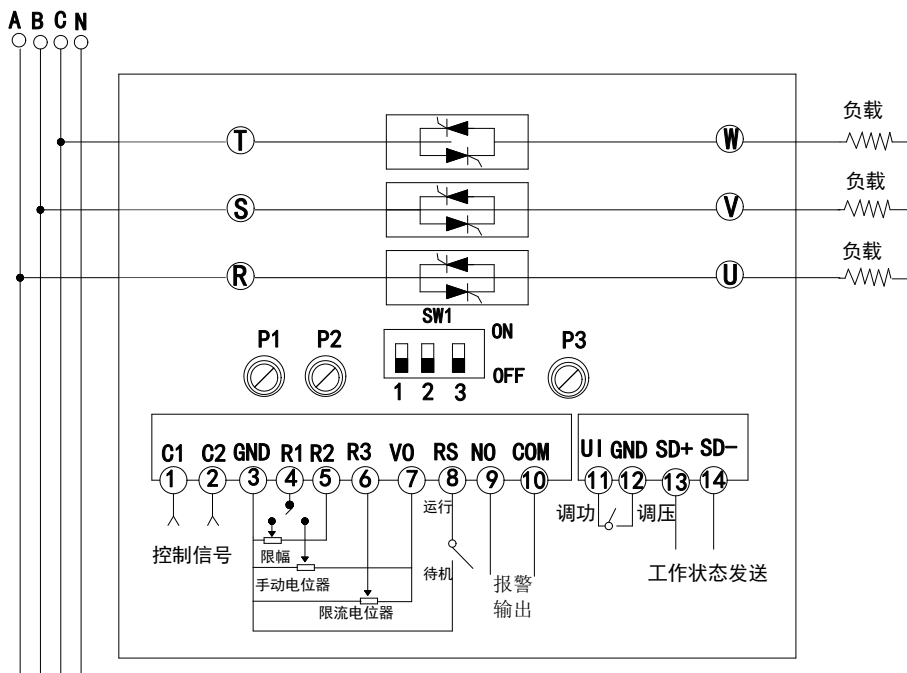 A B C N
负载
T W
负载
S V
负载
R U
SW1
P1 P2 ON P3
OFF
1 2 3
C1 C2 GND R1 R2 R3 VO RS NO COM UI GND SD+ SD-
1 2 3 4 5 6 7 8 9 10 11 12 13 14
运行 调功 调压
控制信号 限幅
手动电位器 待机 工作状态发送
限流电位器 报警
输出